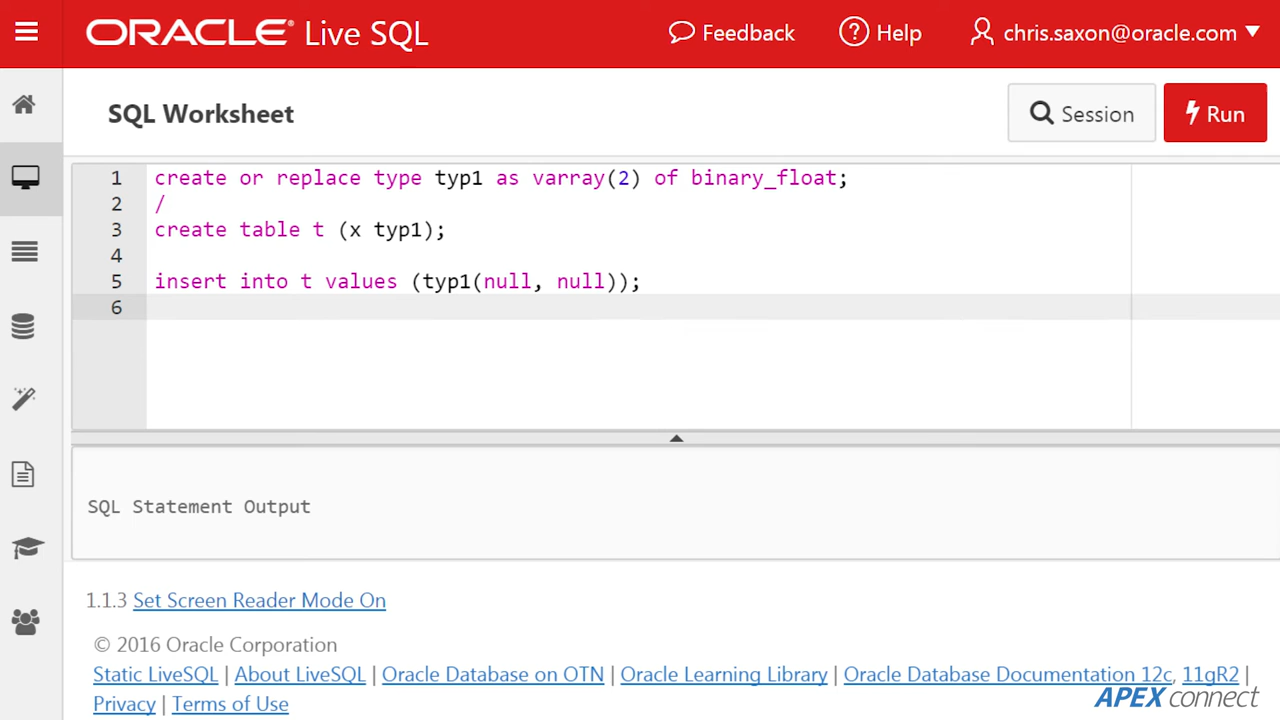 ORACLE® Live SQL
Feedback
Help
chris.saxon@oracle.com
SQL Worksheet
Session
Run
1 create or replace type typ1 as varray(2) of binary_float;
2 /
3 create table t (x typ1);
4
5 insert into t values (typ1(null, null));
6
SQL Statement Output
1.1.3 Set Screen Reader Mode On
© 2016 Oracle Corporation
Static LiveSQL | About LiveSQL | Oracle Database on OTN | Oracle Learning Library | Oracle Database Documentation 12c, 11gR2 |
Privacy | Terms of Use
APEX connect